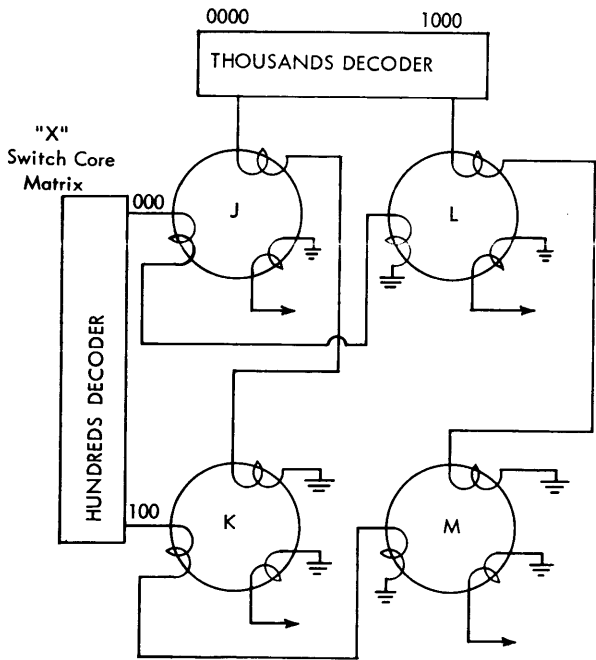 0000 1000
THOUSANDS DECODER
"X"
Switch Core
Matrix
000
J
L
HUNDREDS DECODER
100
K
M